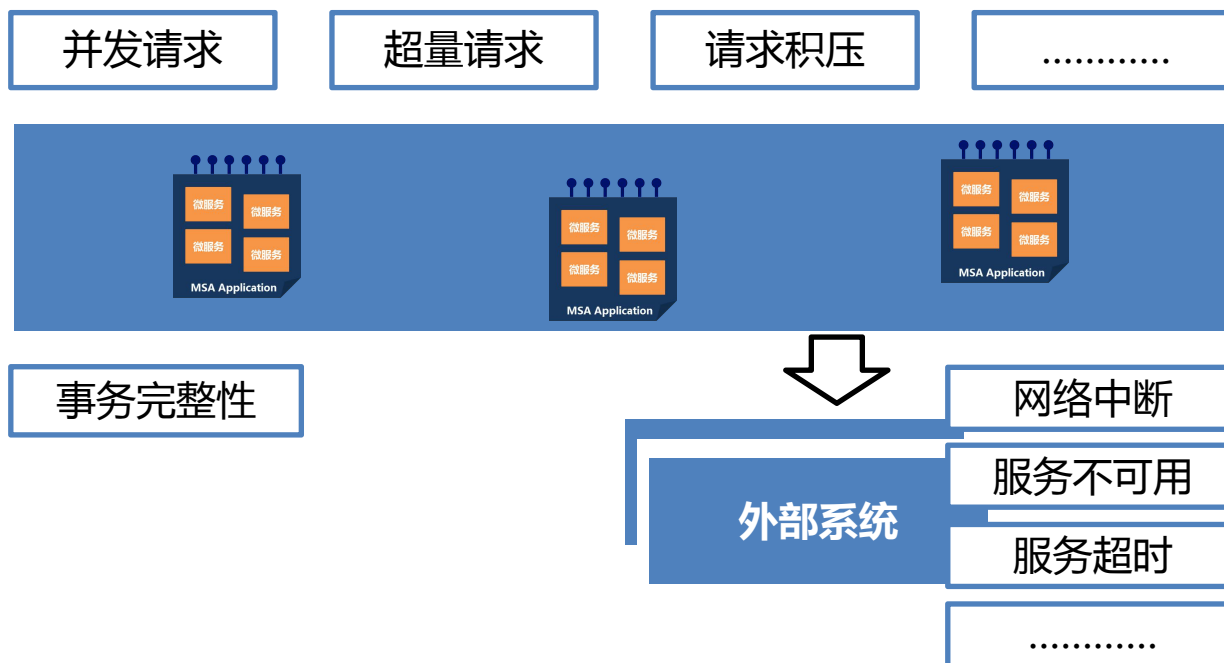 并发请求
超量请求
请求积压
............
微服务
微服务
微服务
微服务
MSA Application
微服务
微服务
微服务
微服务
MSA Application
微服务
微服务
微服务
微服务
MSA Application
事务完整性
网络中断
服务不可用
外部系统
服务超时
............